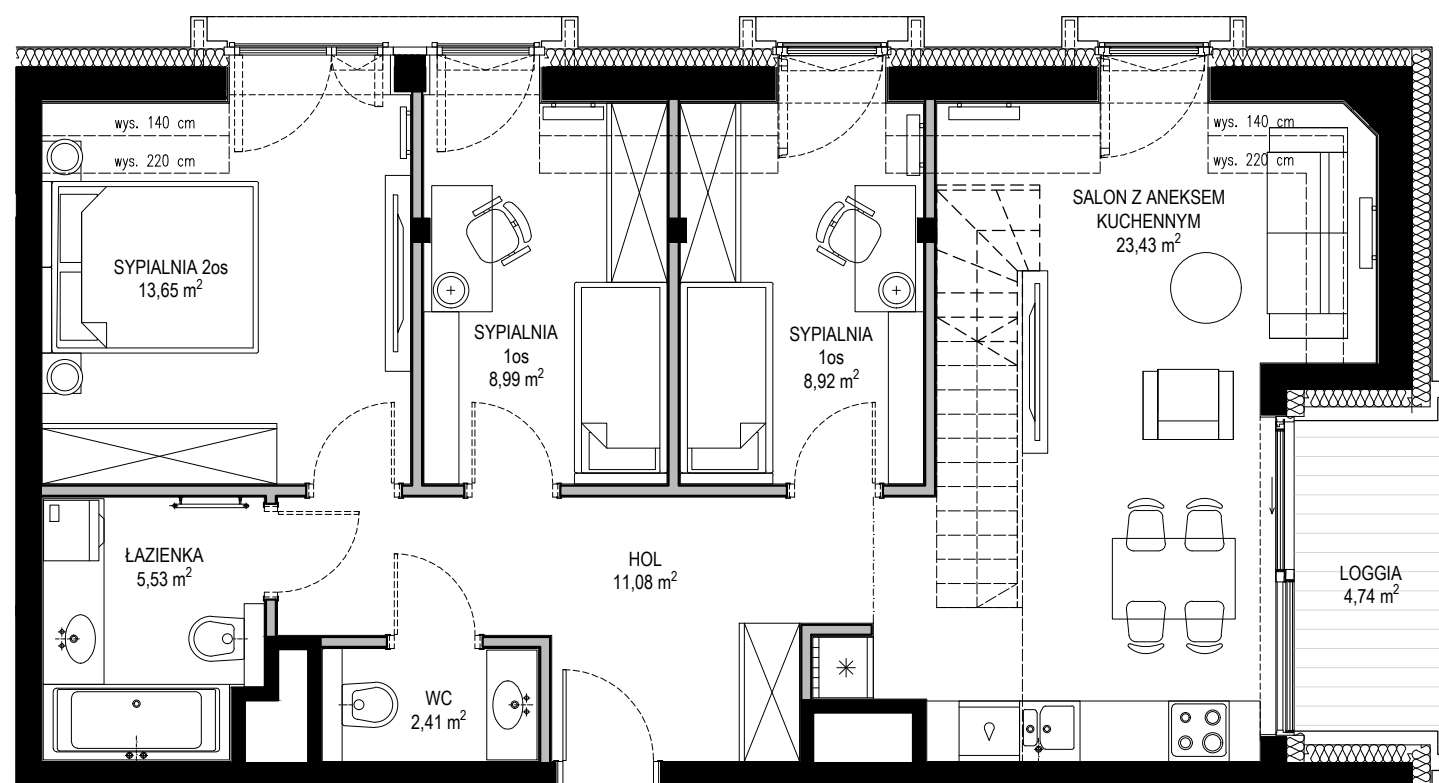 wys. 140 cm
wys. 220 cm
wys. 140 cm
wys. 220 cm
SALON Z ANEKSEM
KUCHENNYM
23,43 m²
SYPIALNIA 2os
13,65 m²
SYPIALNIA
1os
8,99 m²
SYPIALNIA
1os
8,92 m²
ŁAZIENKA
5,53 m²
HOL
11,08 m²
LOGGIA
4,74 m²
WC
2,41 m²